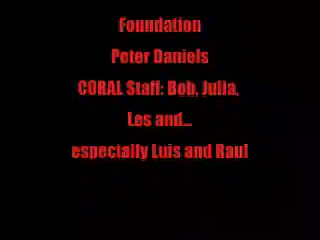 Foundation
Peter Daniels
CORAL Staff: Bob, Julia,
Les and...
especially Luis and Raul